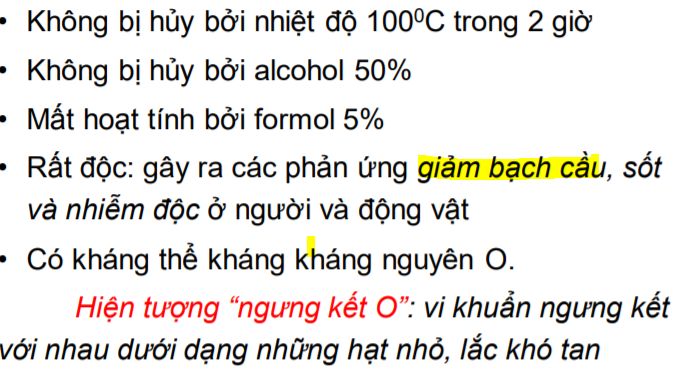 • Không bị hủy bởi nhiệt độ 100⁰C trong 2 giờ
• Không bị hủy bởi alcohol 50%
• Mất hoạt tính bởi formol 5%
• Rất độc: gây ra các phản ứng giảm bạch cầu, sốt
và nhiễm độc ở người và động vật
• Có kháng thể kháng kháng nguyên O.
Hiện tượng “ngưng kết O”: vi khuẩn ngưng kết
với nhau dưới dạng những hạt nhỏ, lắc khó tan